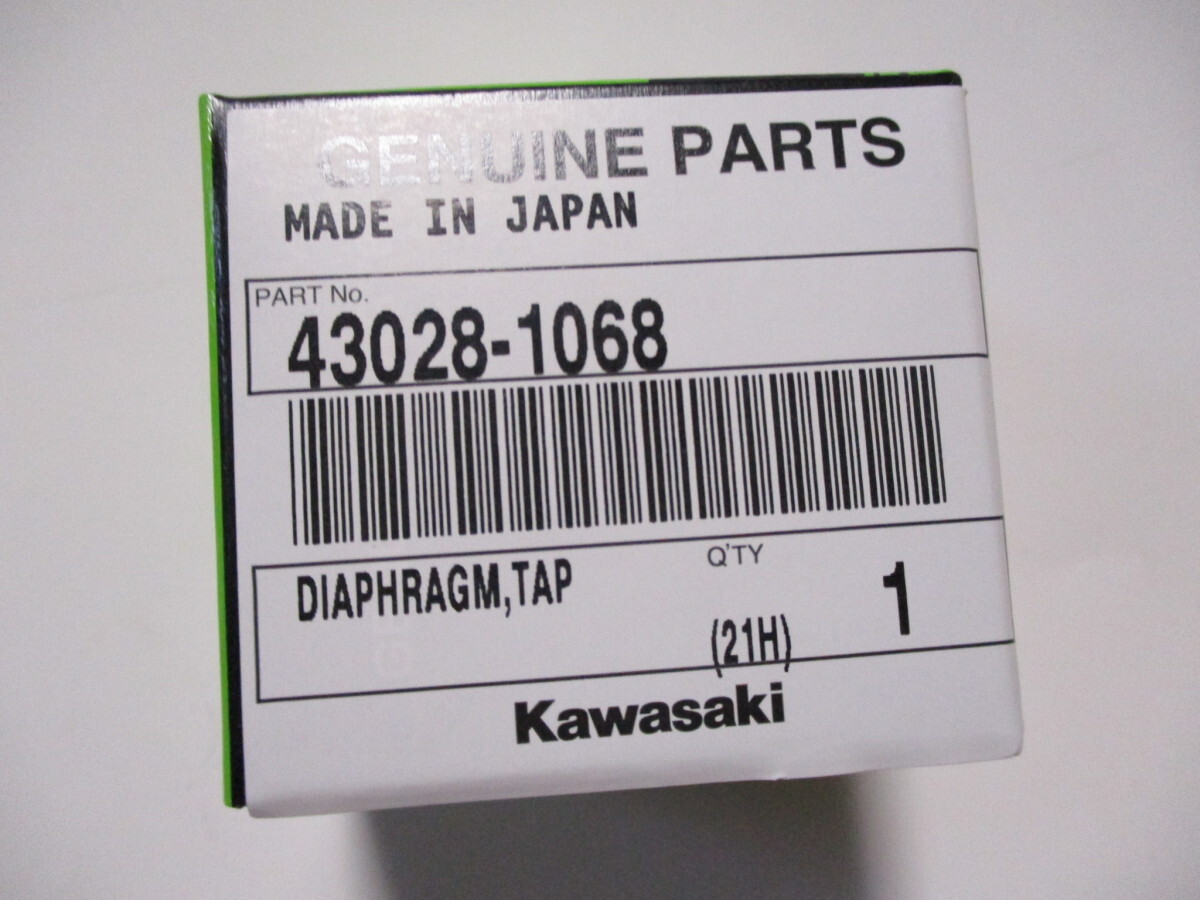 GENUINE PARTS
MADE IN JAPAN
PART No.
43028-1068
DIAPHRAGM,TAP
Q'TY
(21H)
1
Kawasaki